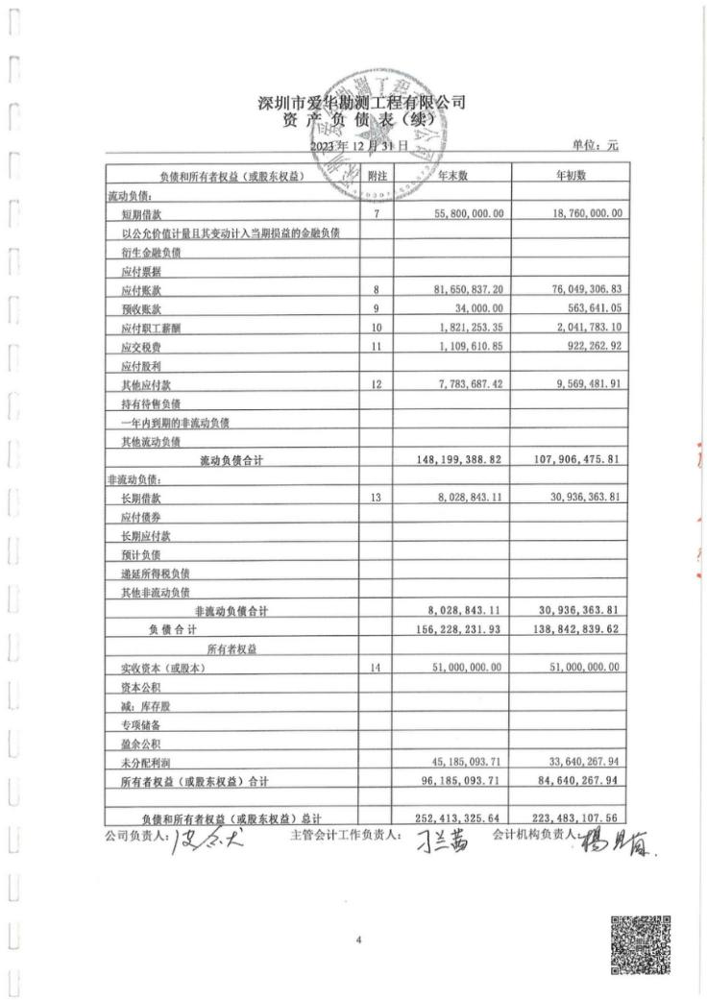 深圳市爱华勘测工程有限公司
资产负债表（续）
2023年12月31日 单位：元
负债和所有者权益（或股东权益） 附注 年末数 年初数
流动负债：
短期借款 7 55,800,000.00 18,760,000.00
以公允价值计量且其变动计入当期损益的金融负债
衍生金融负债
应付票据
应付账款 8 81,650,837.20 76,049,306.83
预收账款 9 34,000.00 563,641.05
应付职工薪酬 10 1,821,253.35 2,041,783.10
应交税费 11 1,109,610.85 922,262.92
应付股利
其他应付款 12 7,783,687.42 9,569,481.91
持有待售负债
一年内到期的非流动负债
其他流动负债
流动负债合计 148,199,388.82 107,906,475.81
非流动负债：
长期借款 13 8,028,843.11 30,936,363.81
应付债券
长期应付款
预计负债
递延所得税负债
其他非流动负债
非流动负债合计 8,028,843.11 30,936,363.81
负债合计 156,228,231.93 138,842,839.62
所有者权益
实收资本（或股本） 14 51,000,000.00 51,000,000.00
资本公积
减：库存股
专项储备
盈余公积
未分配利润 45,185,093.71 33,640,267.94
所有者权益（或股东权益）合计 96,185,093.71 84,640,267.94
负债和所有者权益（或股东权益）总计 252,413,325.64 223,483,107.56
公司负责人： 主管会计工作负责人： 刁兰茜 会计机构负责人：
4